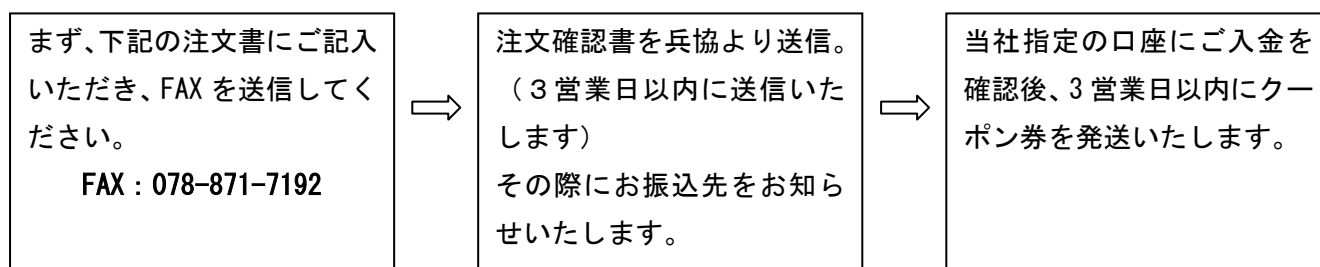 まず、下記の注文書にご記入
いただき、FAX を送信してく
ださい。
FAX：078-871-7192
注文確認書を兵協より送信。
（３営業日以内に送信いた
します）
その際にお振込先をお知ら
せいたします。
当社指定の口座にご入金を
確認後、3 営業日以内にクー
ポン券を発送いたします。